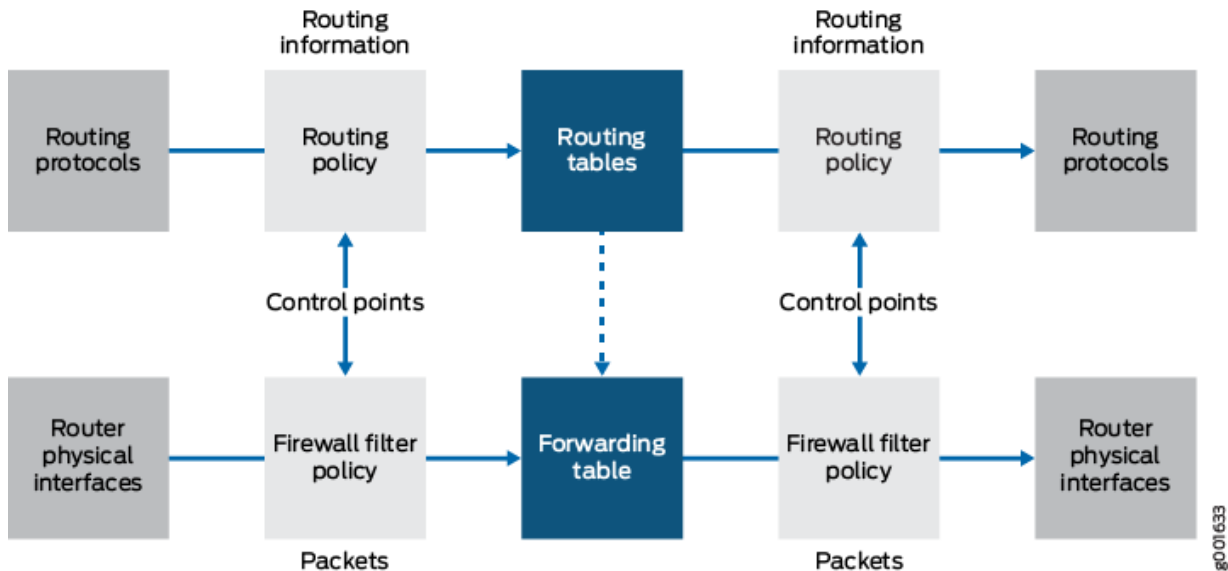 Routing
information
Routing
information
Routing
protocols
Routing
policy
Routing
tables
Routing
policy
Routing
protocols
Control points
Control points
Router
physical
interfaces
Firewall filter
policy
Forwarding
table
Firewall filter
policy
Router
physical
interfaces
Packets
Packets
g001633